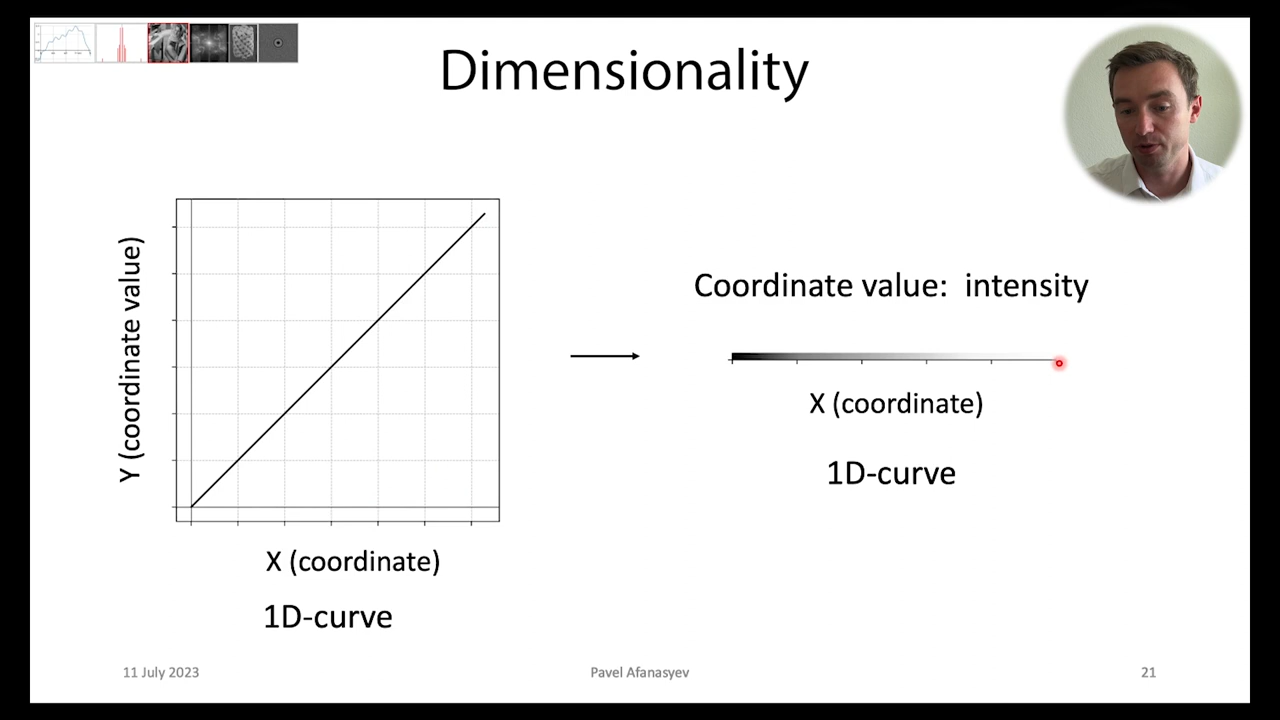 Dimensionality
Y (coordinate value)
X (coordinate)
1D-curve
Coordinate value: intensity
X (coordinate)
1D-curve
11 July 2023
Pavel Afanasyev
21